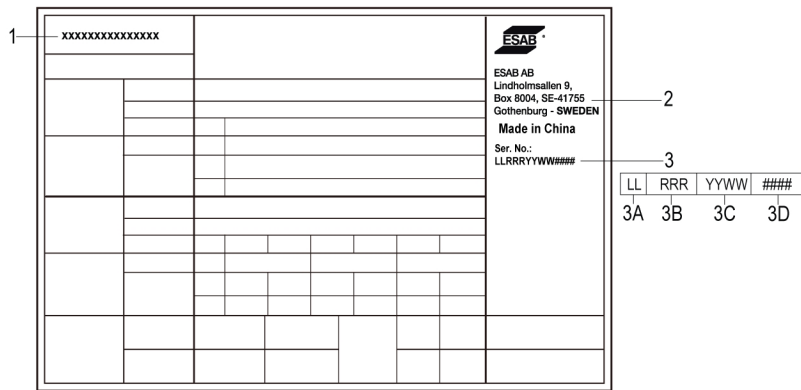 1
xxxxxxxxxxxxxxx
ESAB
ESAB AB
Lindholmsallen 9,
Box 8004, SE-41755
Gothenburg - SWEDEN
2
Made in China
Ser. No.:
LLRRRYYWW####
3
LL RRR YYWW ####
3A 3B 3C 3D